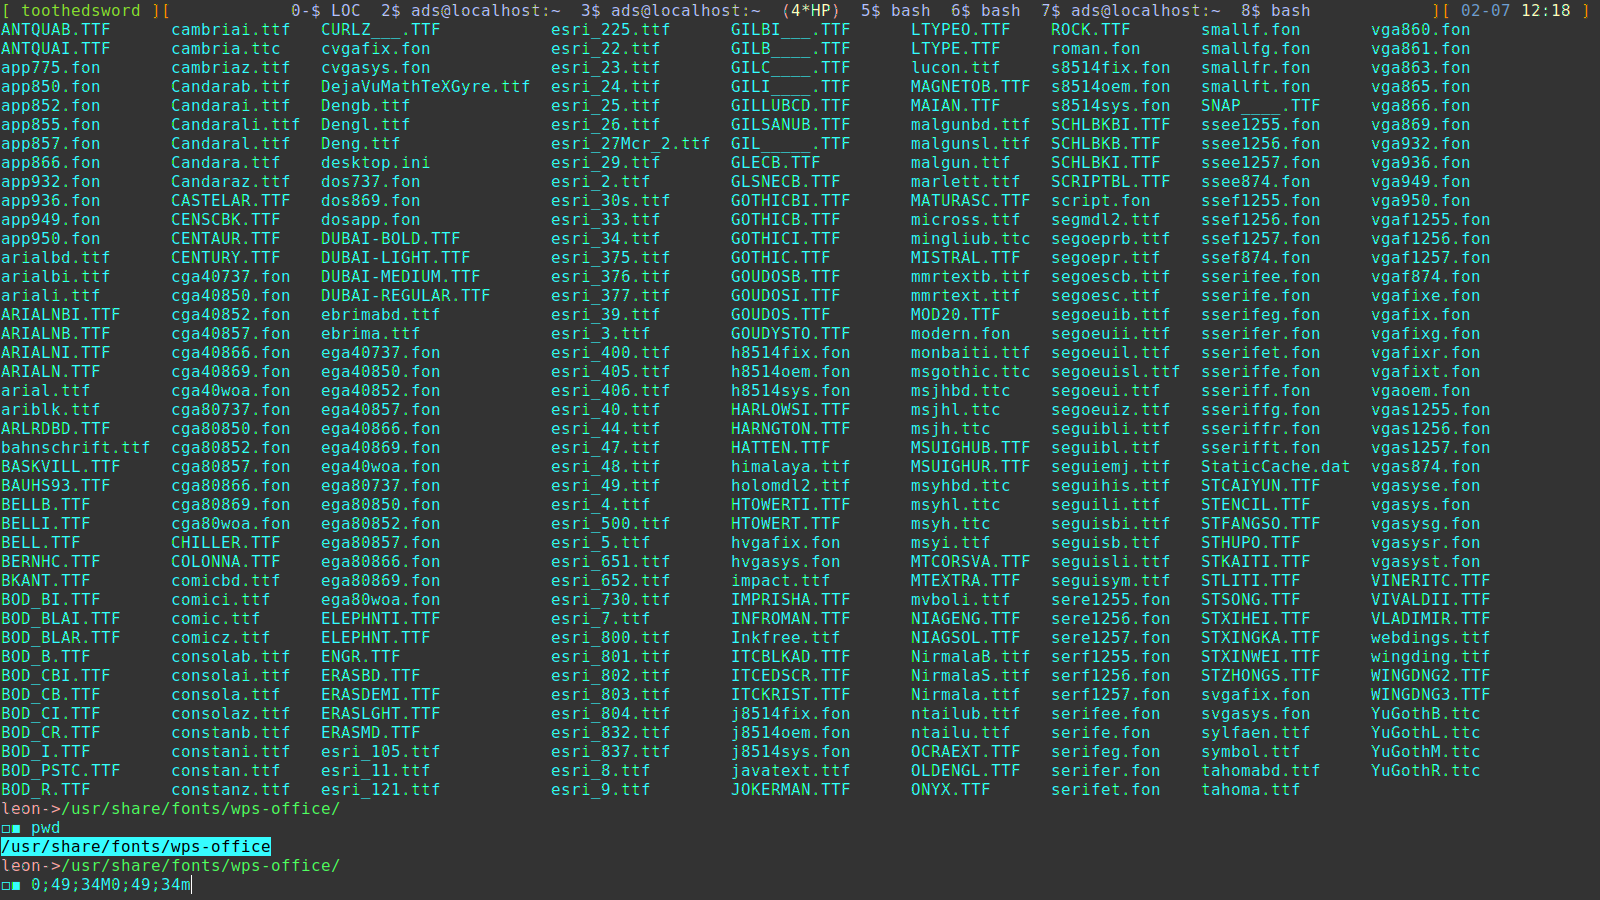 [ toothedsword ][ 0-$ LOC 2$ ads@localhost:~ 3$ ads@localhost:~ (4*HP) 5$ bash 6$ bash 7$ ads@localhost:~ 8$ bash ][ 02-07 12:18 ]
ANTQUAB.TTF cambriai.ttf CURLZ___.TTF esri_225.ttf GILBI___.TTF LTYPEO.TTF ROCK.TTF smallf.fon vga860.fon
ANTQUAI.TTF cambria.ttc cvgafix.fon esri_22.ttf GILB____.TTF LTYPE.TTF roman.fon smallfg.fon vga861.fon
app775.fon cambriaz.ttf cvgasys.fon esri_23.ttf GILC____.TTF lucon.ttf s8514fix.fon smallfr.fon vga863.fon
app850.fon Candarab.ttf DejaVuMathTeXGyre.ttf esri_24.ttf GILI____.TTF MAGNETOB.TTF s8514oem.fon smallft.fon vga865.fon
app852.fon Candarai.ttf Dengb.ttf esri_25.ttf GILLUBCD.TTF MAIAN.TTF s8514sys.fon SNAP____.TTF vga866.fon
app855.fon Candarali.ttf Dengl.ttf esri_26.ttf GILSANUB.TTF malgunbd.ttf SCHLBKBI.TTF ssee1255.fon vga869.fon
app857.fon Candaral.ttf Deng.ttf esri_27Mcr_2.ttf GIL_____.TTF malgunsl.ttf SCHLBKB.TTF ssee1256.fon vga932.fon
app866.fon Candara.ttf desktop.ini esri_29.ttf GLECB.TTF malgun.ttf SCHLBKI.TTF ssee1257.fon vga936.fon
app932.fon Candaraz.ttf dos737.fon esri_2.ttf GLSNECB.TTF marlett.ttf SCRIPTBL.TTF ssee874.fon vga949.fon
app936.fon CASTELAR.TTF dos869.fon esri_30s.ttf GOTHICBI.TTF MATURASC.TTF script.fon ssef1255.fon vga950.fon
app949.fon CENSCBK.TTF dosapp.fon esri_33.ttf GOTHICB.TTF micross.ttf segmdl2.ttf ssef1256.fon vgaf1255.fon
app950.fon CENTAUR.TTF DUBAI-BOLD.TTF esri_34.ttf GOTHICI.TTF mingliub.ttc segoeprb.ttf ssef1257.fon vgaf1256.fon
arialbd.ttf CENTURY.TTF DUBAI-LIGHT.TTF esri_375.ttf GOTHIC.TTF MISTRAL.TTF segoepr.ttf ssef874.fon vgaf1257.fon
arialbi.ttf cga40737.fon DUBAI-MEDIUM.TTF esri_376.ttf GOUDOSB.TTF mmrtextb.ttf segoescb.ttf sserifee.fon vgaf874.fon
ariali.ttf cga40850.fon DUBAI-REGULAR.TTF esri_377.ttf GOUDOSI.TTF mmrtext.ttf segoesc.ttf sserife.fon vgafixe.fon
ARIALNBI.TTF cga40852.fon ebrimabd.ttf esri_39.ttf GOUDOS.TTF MOD20.TTF segoeuib.ttf sserifeg.fon vgafix.fon
ARIALNB.TTF cga40857.fon ebrima.ttf esri_3.ttf GOUDYSTO.TTF modern.fon segoeuii.ttf sserifer.fon vgafixg.fon
ARIALNI.TTF cga40866.fon ega40737.fon esri_400.ttf h8514fix.fon monbaiti.ttf segoeuil.ttf sserifet.fon vgafixr.fon
ARIALN.TTF cga40869.fon ega40850.fon esri_405.ttf h8514oem.fon msgothic.ttc segoeuisl.ttf sseriffe.fon vgafixt.fon
arial.ttf cga40woa.fon ega40852.fon esri_406.ttf h8514sys.fon msjhbd.ttc segoeui.ttf sseriff.fon vgaoem.fon
ariblk.ttf cga80737.fon ega40857.fon esri_40.ttf HARLOWSI.TTF msjhl.ttc segoeuiz.ttf sseriffg.fon vgas1255.fon
ARLRDBD.TTF cga80850.fon ega40866.fon esri_44.ttf HARNGTON.TTF msjh.ttc seguibli.ttf sseriffr.fon vgas1256.fon
bahnschrift.ttf cga80852.fon ega40869.fon esri_47.ttf HATTEN.TTF MSUIGHUB.TTF seguibl.ttf sserifft.fon vgas1257.fon
BASKVILL.TTF cga80857.fon ega40woa.fon esri_48.ttf himalaya.ttf MSUIGHUR.TTF seguiemj.ttf StaticCache.dat vgas874.fon
BAUHS93.TTF cga80866.fon ega80737.fon esri_49.ttf holomdl2.ttf msyhbd.ttc seguihis.ttf STCAIYUN.TTF vgasyse.fon
BELLB.TTF cga80869.fon ega80850.fon esri_4.ttf HTOWERTI.TTF msyhl.ttc seguili.ttf STENCIL.TTF vgasys.fon
BELLI.TTF cga80woa.fon ega80852.fon esri_500.ttf HTOWERT.TTF msyh.ttc seguisbi.ttf STFANGSO.TTF vgasysg.fon
BELL.TTF CHILLER.TTF ega80857.fon esri_5.ttf hvgafix.fon msyi.ttf seguisb.ttf STHUPO.TTF vgasysr.fon
BERNHC.TTF COLONNA.TTF ega80866.fon esri_651.ttf hvgasys.fon MTCORSVA.TTF seguisli.ttf STKAITI.TTF vgasyst.fon
BKANT.TTF comicbd.ttf ega80869.fon esri_652.ttf impact.ttf MTEXTRA.TTF seguisym.ttf STLITI.TTF VINERITC.TTF
BOD_BI.TTF comici.ttf ega80woa.fon esri_730.ttf IMPRISHA.TTF mvboli.ttf sere1255.fon STSONG.TTF VIVALDII.TTF
BOD_BLAI.TTF comic.ttf ELEPHNTI.TTF esri_7.ttf INFROMAN.TTF NIAGENG.TTF sere1256.fon STXIHEI.TTF VLADIMIR.TTF
BOD_BLAR.TTF comicz.ttf ELEPHNT.TTF esri_800.ttf Inkfree.ttf NIAGSOL.TTF sere1257.fon STXINGKA.TTF webdings.ttf
BOD_B.TTF consolab.ttf ENGR.TTF esri_801.ttf ITCBLKAD.TTF NirmalaB.ttf serf1255.fon STXINWEI.TTF wingding.ttf
BOD_CBI.TTF consolai.ttf ERASBD.TTF esri_802.ttf ITCEDSCR.TTF NirmalaS.ttf serf1256.fon STZHONGS.TTF WINGDNG2.TTF
BOD_CB.TTF consola.ttf ERASDEMI.TTF esri_803.ttf ITCKRIST.TTF Nirmala.ttf serf1257.fon svgafix.fon WINGDNG3.TTF
BOD_CI.TTF consolaz.ttf ERASLGHT.TTF esri_804.ttf j8514fix.fon ntailub.ttf serifee.fon svgasys.fon YuGothB.ttc
BOD_CR.TTF constanb.ttf ERASMD.TTF esri_832.ttf j8514oem.fon ntailu.ttf serife.fon sylfaen.ttf YuGothL.ttc
BOD_I.TTF constani.ttf esri_105.ttf esri_837.ttf j8514sys.fon OCRAEXT.TTF serifeg.fon symbol.ttf YuGothM.ttc
BOD_PSTC.TTF constan.ttf esri_11.ttf esri_8.ttf javatext.ttf OLDENGL.TTF serifer.fon tahomabd.ttf YuGothR.ttc
BOD_R.TTF constanz.ttf esri_121.ttf esri_9.ttf JOKERMAN.TTF ONYX.TTF serifet.fon tahoma.ttf
leon->/usr/share/fonts/wps-office/
□■ pwd
/usr/share/fonts/wps-office
leon->/usr/share/fonts/wps-office/
□■ 0;49;34M0;49;34m